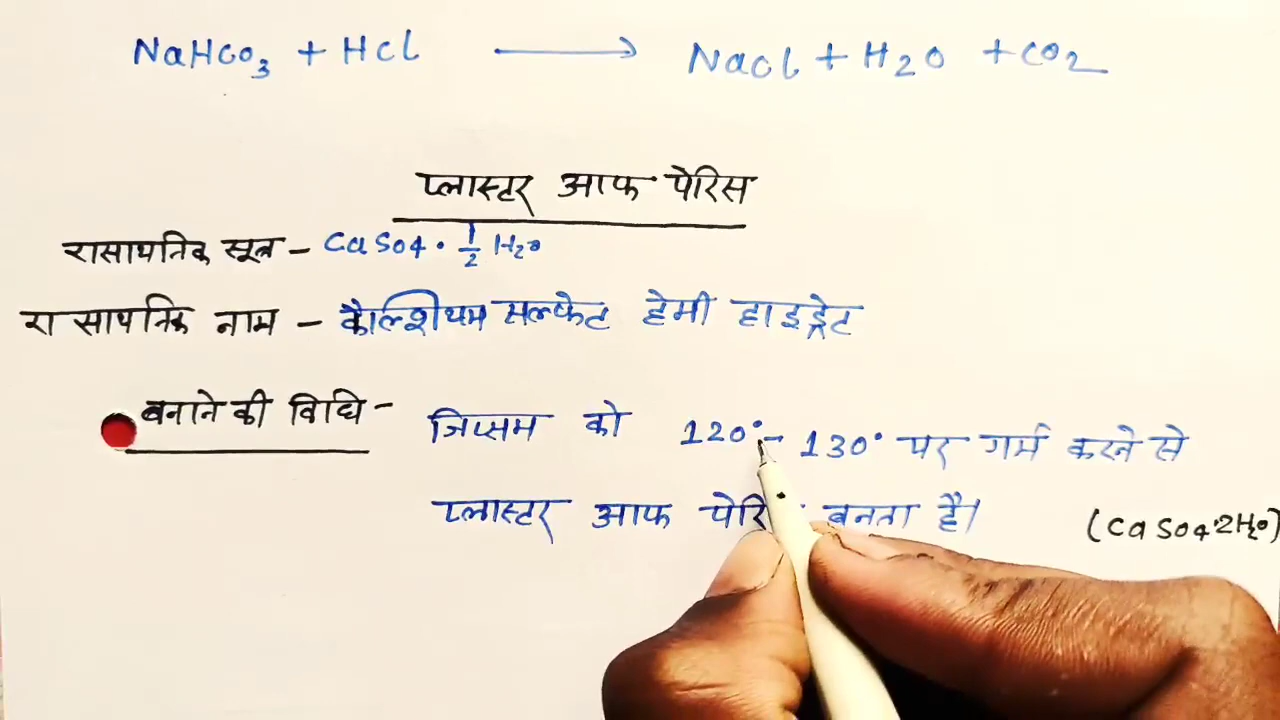 NaHCO3 + HCl ⟶ NaCl + H2O + CO2
प्लास्टर आफ पेरिस
रासायनिक सूत्र – CaSO4 · 1/2 H2O
रासायनिक नाम – कैल्शियम सल्फेट हेमी हाइड्रेट
बनाने की विधि – जिप्सम को 120° – 130° पर गर्म करने से
प्लास्टर आफ बनता है।
(CaSO4·2H2O)